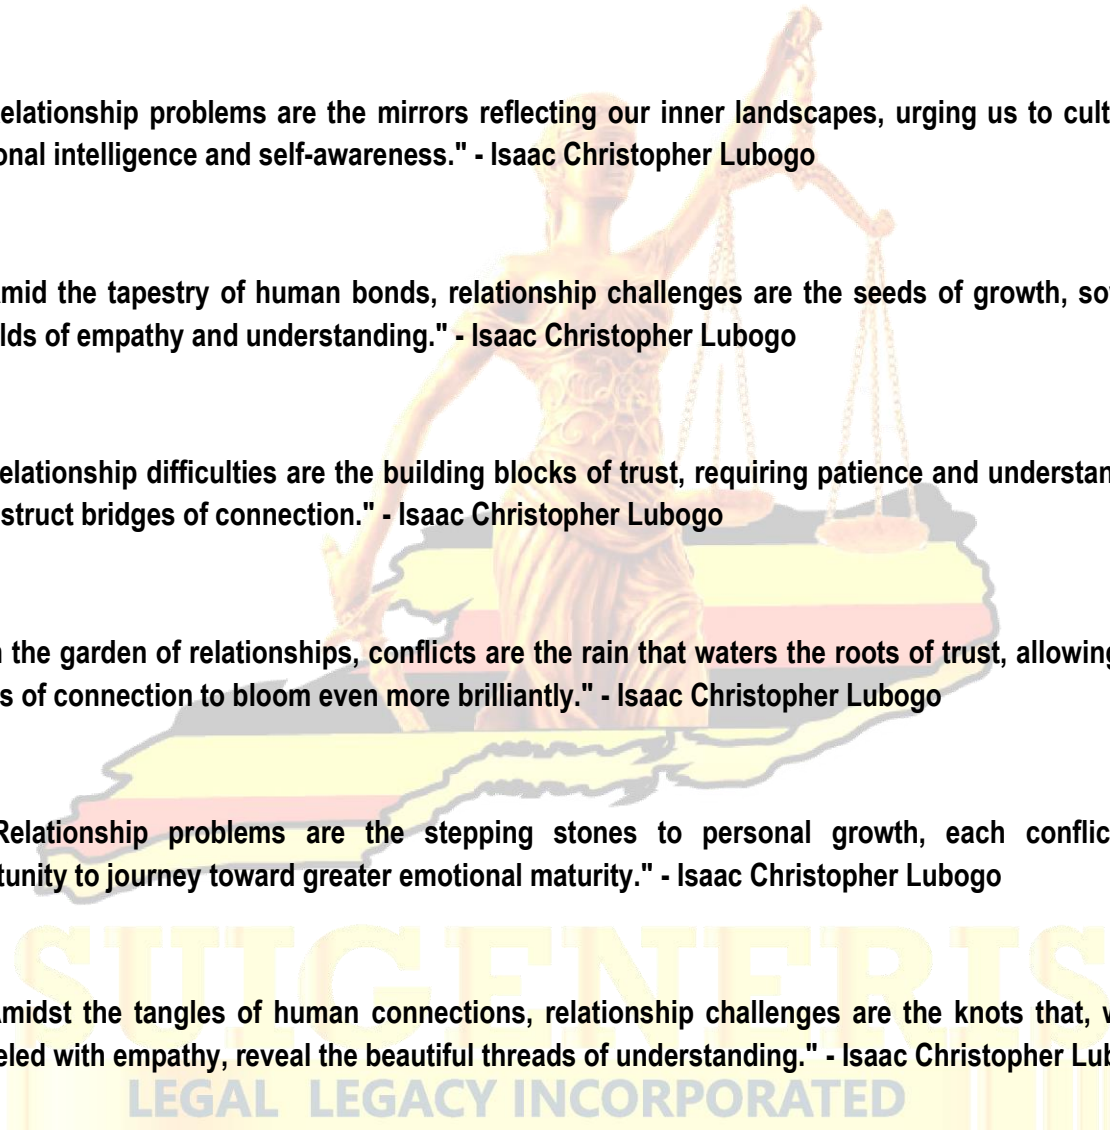 elationship problems are the mirrors reflecting our inner landscapes, urging us to cult
onal intelligence and self-awareness." - Isaac Christopher Lubogo
mid the tapestry of human bonds, relationship challenges are the seeds of growth, so
lds of empathy and understanding." - Isaac Christopher Lubogo
elationship difficulties are the building blocks of trust, requiring patience and understan
struct bridges of connection." - Isaac Christopher Lubogo
the garden of relationships, conflicts are the rain that waters the roots of trust, allowing
s of connection to bloom even more brilliantly." - Isaac Christopher Lubogo
Relationship problems are the stepping stones to personal growth, each conflic
tunity to journey toward greater emotional maturity." - Isaac Christopher Lubogo
midst the tangles of human connections, relationship challenges are the knots that, w
eled with empathy, reveal the beautiful threads of understanding." - Isaac Christopher Lub
SUIGENERIS
LEGAL LEGACY INCORPORATED